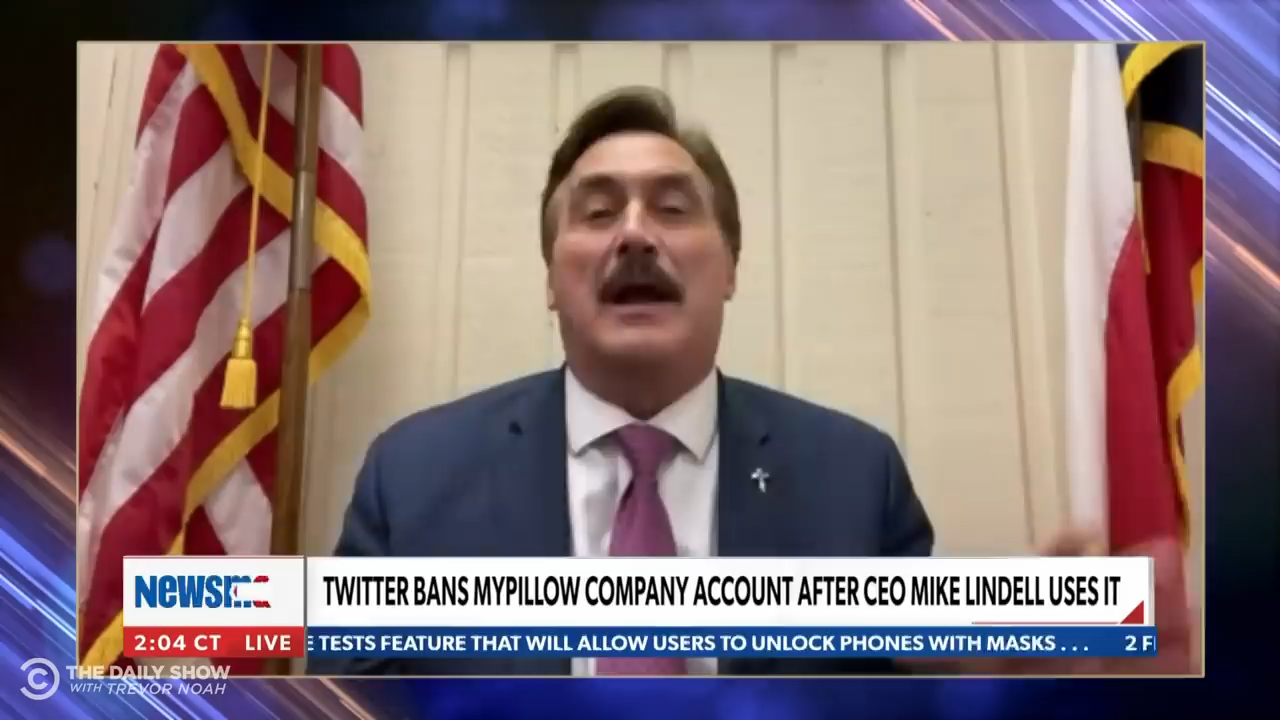 NEWSMAX
TWITTER BANS MYPILLOW COMPANY ACCOUNT AFTER CEO MIKE LINDELL USES IT
2:04 CT LIVE
TESTS FEATURE THAT WILL ALLOW USERS TO UNLOCK PHONES WITH MASKS . . . 2
THE DAILY SHOW
WITH TREVOR NOAH